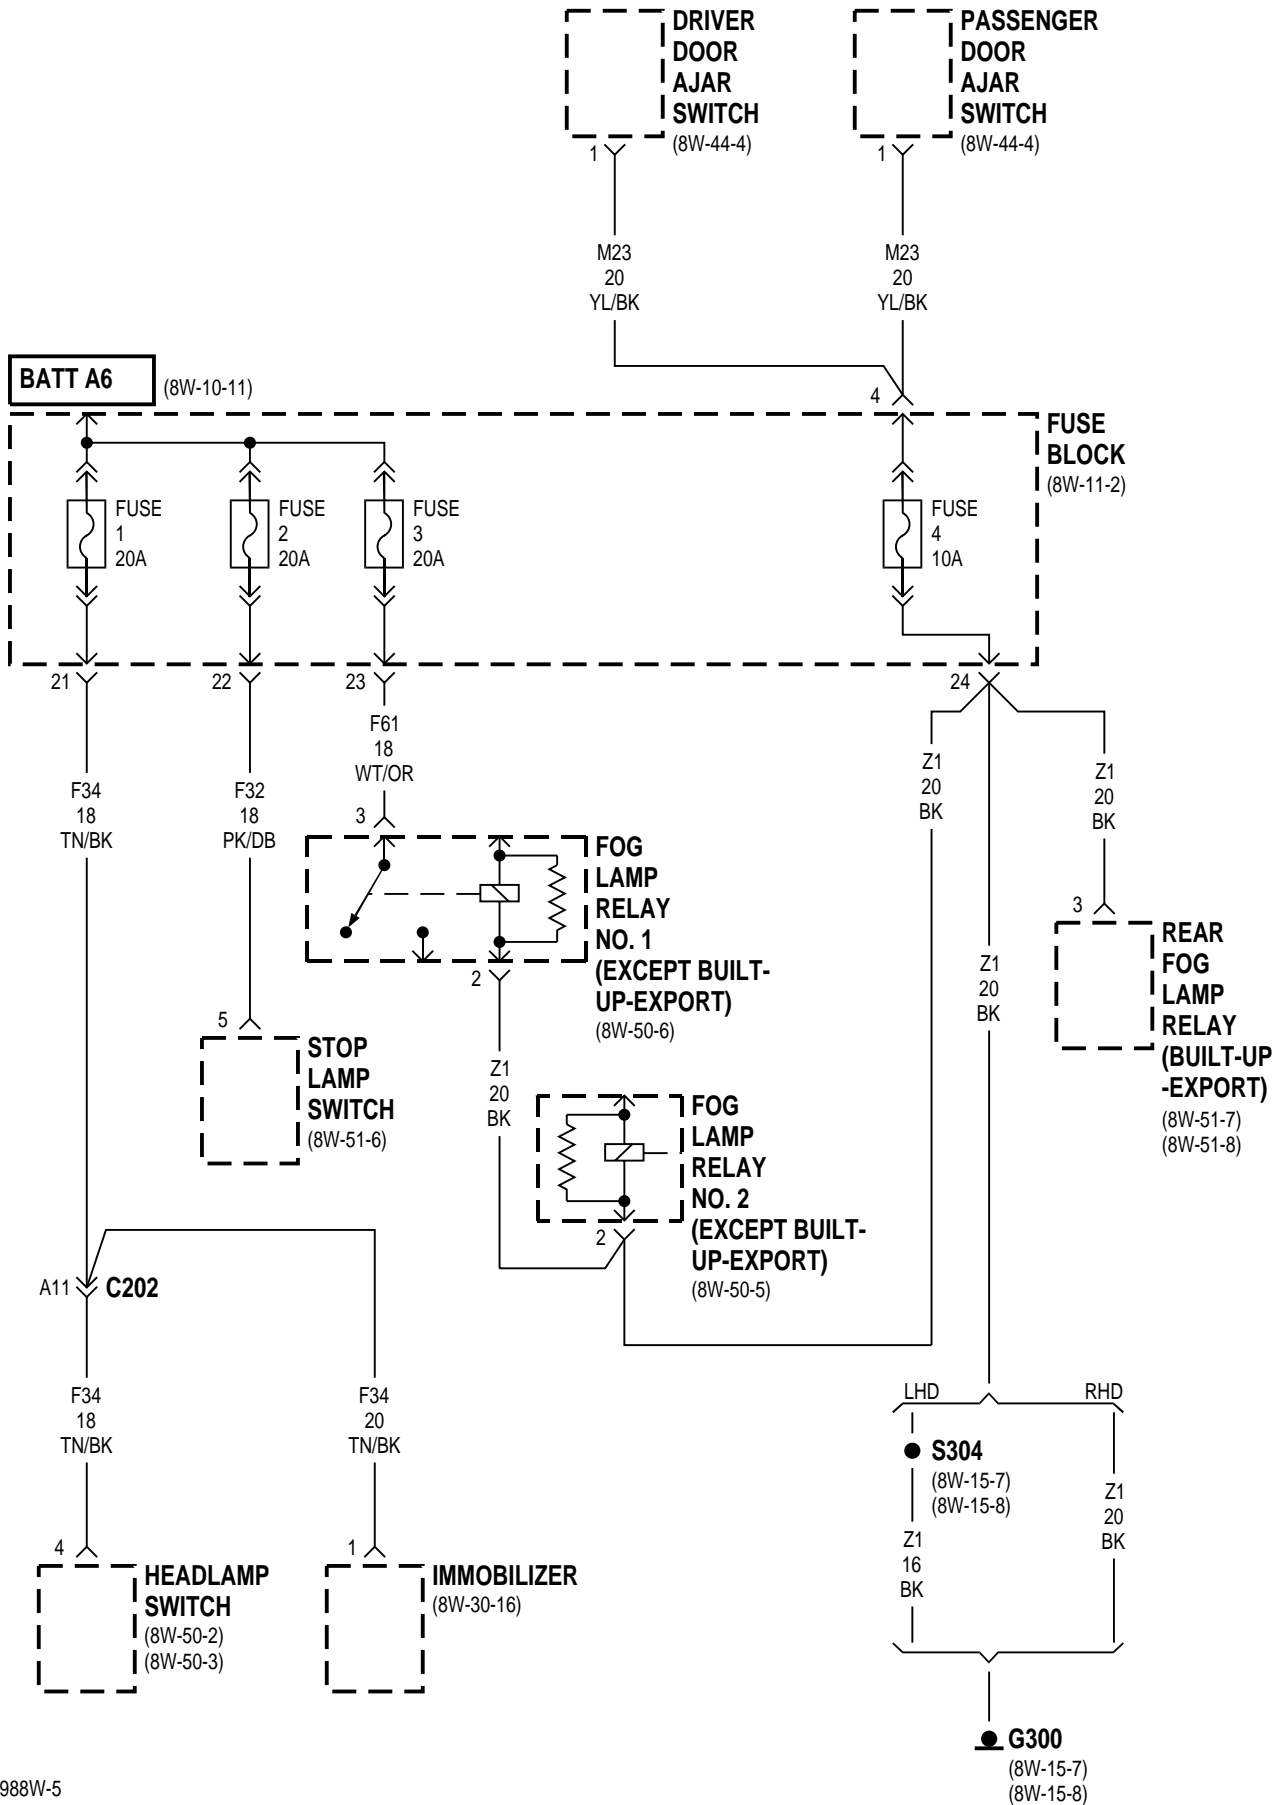 DRIVER
DOOR
AJAR
SWITCH
(8W-44-4)
1
PASSENGER
DOOR
AJAR
SWITCH
(8W-44-4)
1
M23
20
YL/BK
M23
20
YL/BK
BATT A6
(8W-10-11)
4
FUSE
BLOCK
(8W-11-2)
FUSE
1
20A
FUSE
2
20A
FUSE
3
20A
FUSE
4
10A
21
22
23
24
F34
18
TN/BK
F32
18
PK/DB
F61
18
WT/OR
Z1
20
BK
Z1
20
BK
3
FOG
LAMP
RELAY
NO. 1
(EXCEPT BUILT-
UP-EXPORT)
(8W-50-6)
2
Z1
20
BK
3
REAR
FOG
LAMP
RELAY
(BUILT-UP
-EXPORT)
(8W-51-7)
(8W-51-8)
5
STOP
LAMP
SWITCH
(8W-51-6)
Z1
20
BK
FOG
LAMP
RELAY
NO. 2
(EXCEPT BUILT-
UP-EXPORT)
(8W-50-5)
2
A11
C202
F34
18
TN/BK
F34
20
TN/BK
LHD
RHD
S304
(8W-15-7)
(8W-15-8)
Z1
16
BK
Z1
20
BK
4
HEADLAMP
SWITCH
(8W-50-2)
(8W-50-3)
1
IMMOBILIZER
(8W-30-16)
G300
(8W-15-7)
(8W-15-8)
988W-5